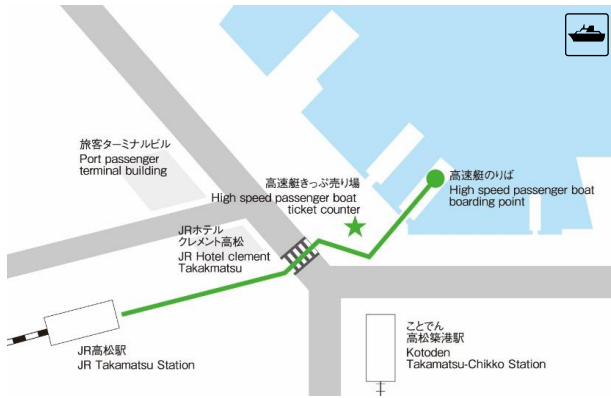 旅客ターミナルビル
Port passenger
terminal building
高速艇きっぷ売り場
High speed passenger boat
ticket counter
高速艇のりば
High speed passenger boat
boarding point
JRホテル
クレメント高松
JR Hotel clement
Takakmatsu
JR高松駅
JR Takamatsu Station
ことでん
高松築港駅
Kotoden
Takamatsu-Chikko Station